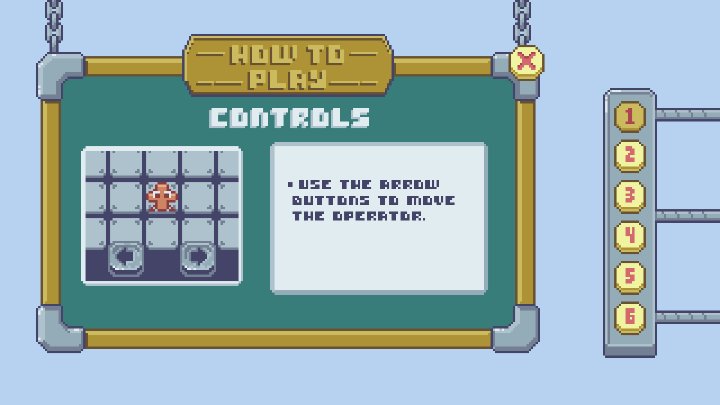 HOW TO
PLAY
CONTROLS
• USE THE ARROW
BUTTONS TO MOVE
THE OPERATOR.
1
2
3
4
5
6